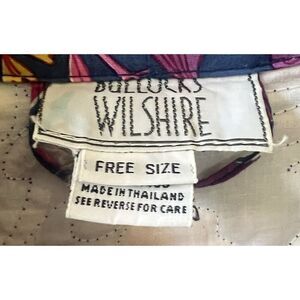 BULLOCKS
WILSHIRE
FREE SIZE
MADE IN THAILAND
SEE REVERSE FOR CARE